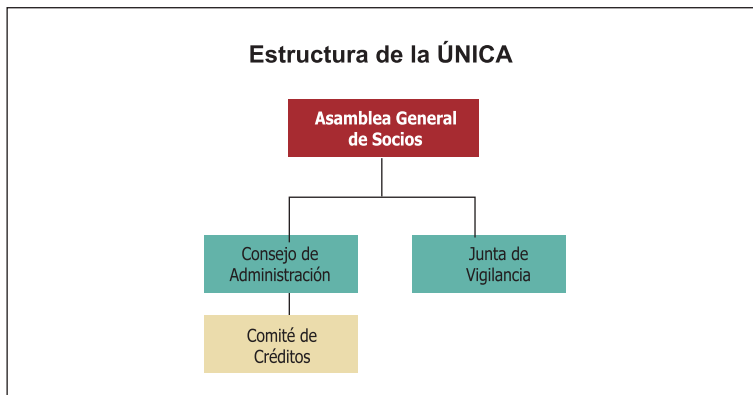 Estructura de la ÚNICA
Asamblea General
de Socios
Consejo de
Administración
Junta de
Vigilancia
Comité de
Créditos